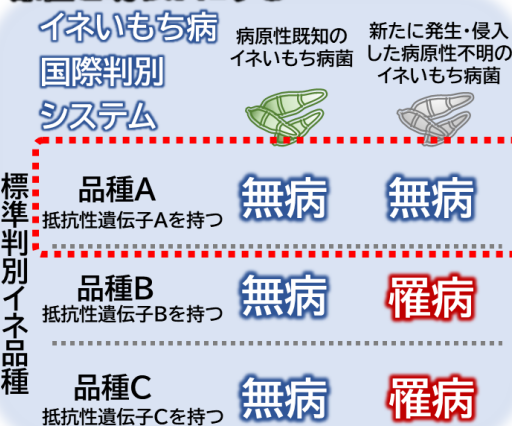 イネいもち病
国際判別
システム
病原性既知の
イネいもち病菌
新たに発生・侵入
した病原性不明の
イネいもち病菌
標準判別イネ品種
品種A
抵抗性遺伝子Aを持つ
無病
無病
品種B
抵抗性遺伝子Bを持つ
無病
罹病
品種C
抵抗性遺伝子Cを持つ
無病
罹病